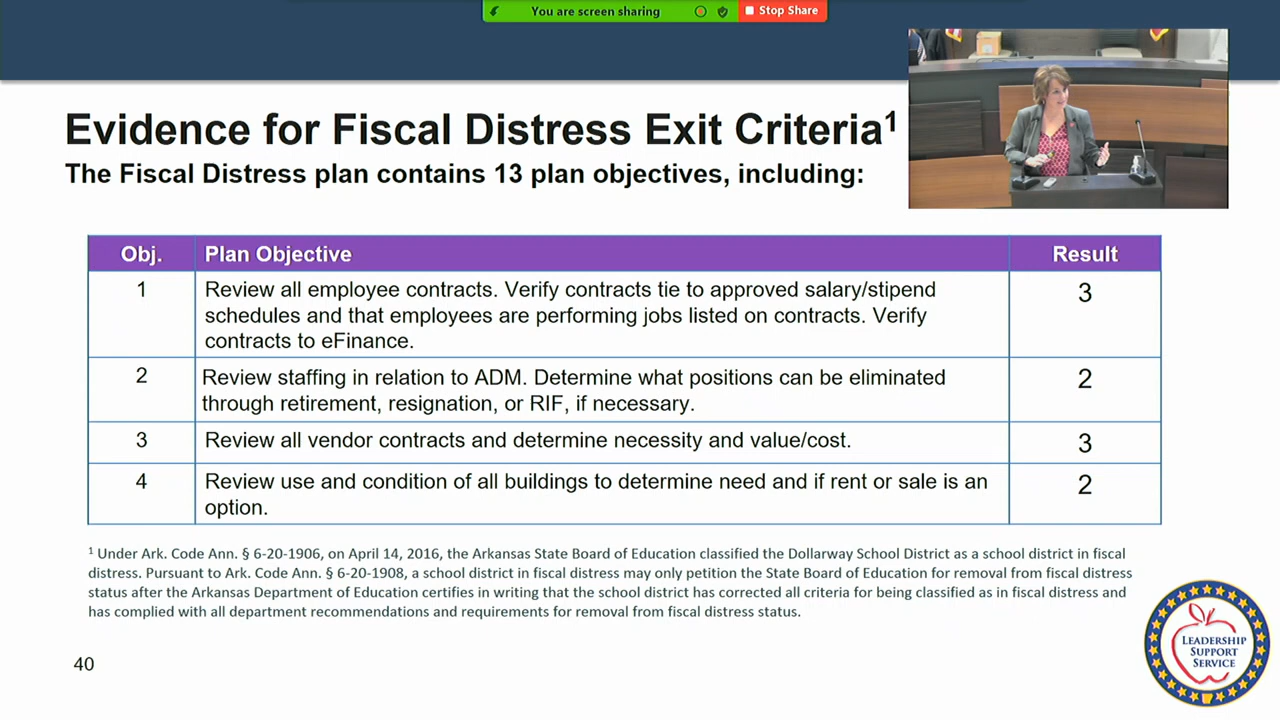 You are screen sharing
Stop Share
Evidence for Fiscal Distress Exit Criteria¹
The Fiscal Distress plan contains 13 plan objectives, including:
Obj. Plan Objective Result
1 Review all employee contracts. Verify contracts tie to approved salary/stipend 3
schedules and that employees are performing jobs listed on contracts. Verify
contracts to eFinance.
2 Review staffing in relation to ADM. Determine what positions can be eliminated 2
through retirement, resignation, or RIF, if necessary.
3 Review all vendor contracts and determine necessity and value/cost. 3
4 Review use and condition of all buildings to determine need and if rent or sale is an 2
option.
¹ Under Ark. Code Ann. § 6-20-1906, on April 14, 2016, the Arkansas State Board of Education classified the Dollarway School District as a school district in fiscal
distress. Pursuant to Ark. Code Ann. § 6-20-1908, a school district in fiscal distress may only petition the State Board of Education for removal from fiscal distress
status after the Arkansas Department of Education certifies in writing that the school district has corrected all criteria for being classified as in fiscal distress and
has complied with all department recommendations and requirements for removal from fiscal distress status.
LEADERSHIP
SUPPORT
SERVICE
40